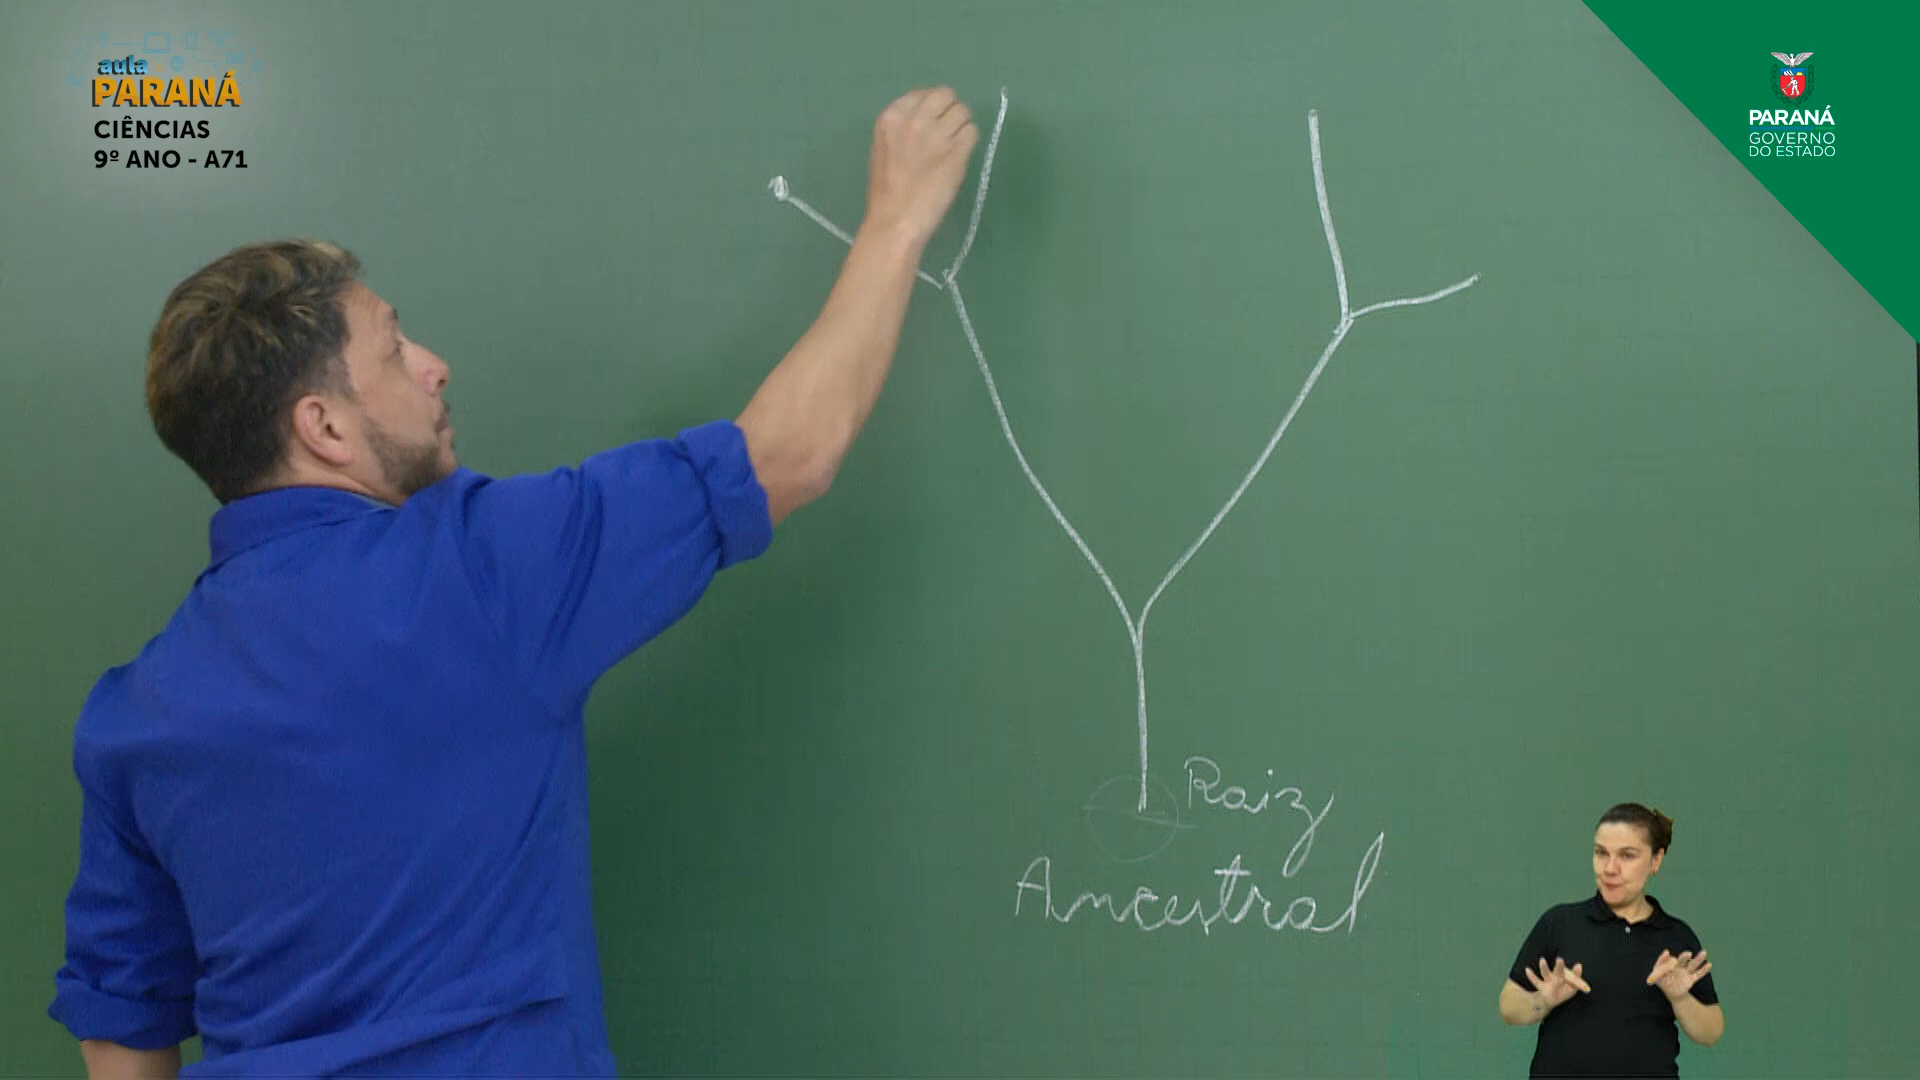 aula
PARANÁ
CIÊNCIAS
9º ANO - A71
PARANÁ
GOVERNO
DO ESTADO
Raiz
Ancestral